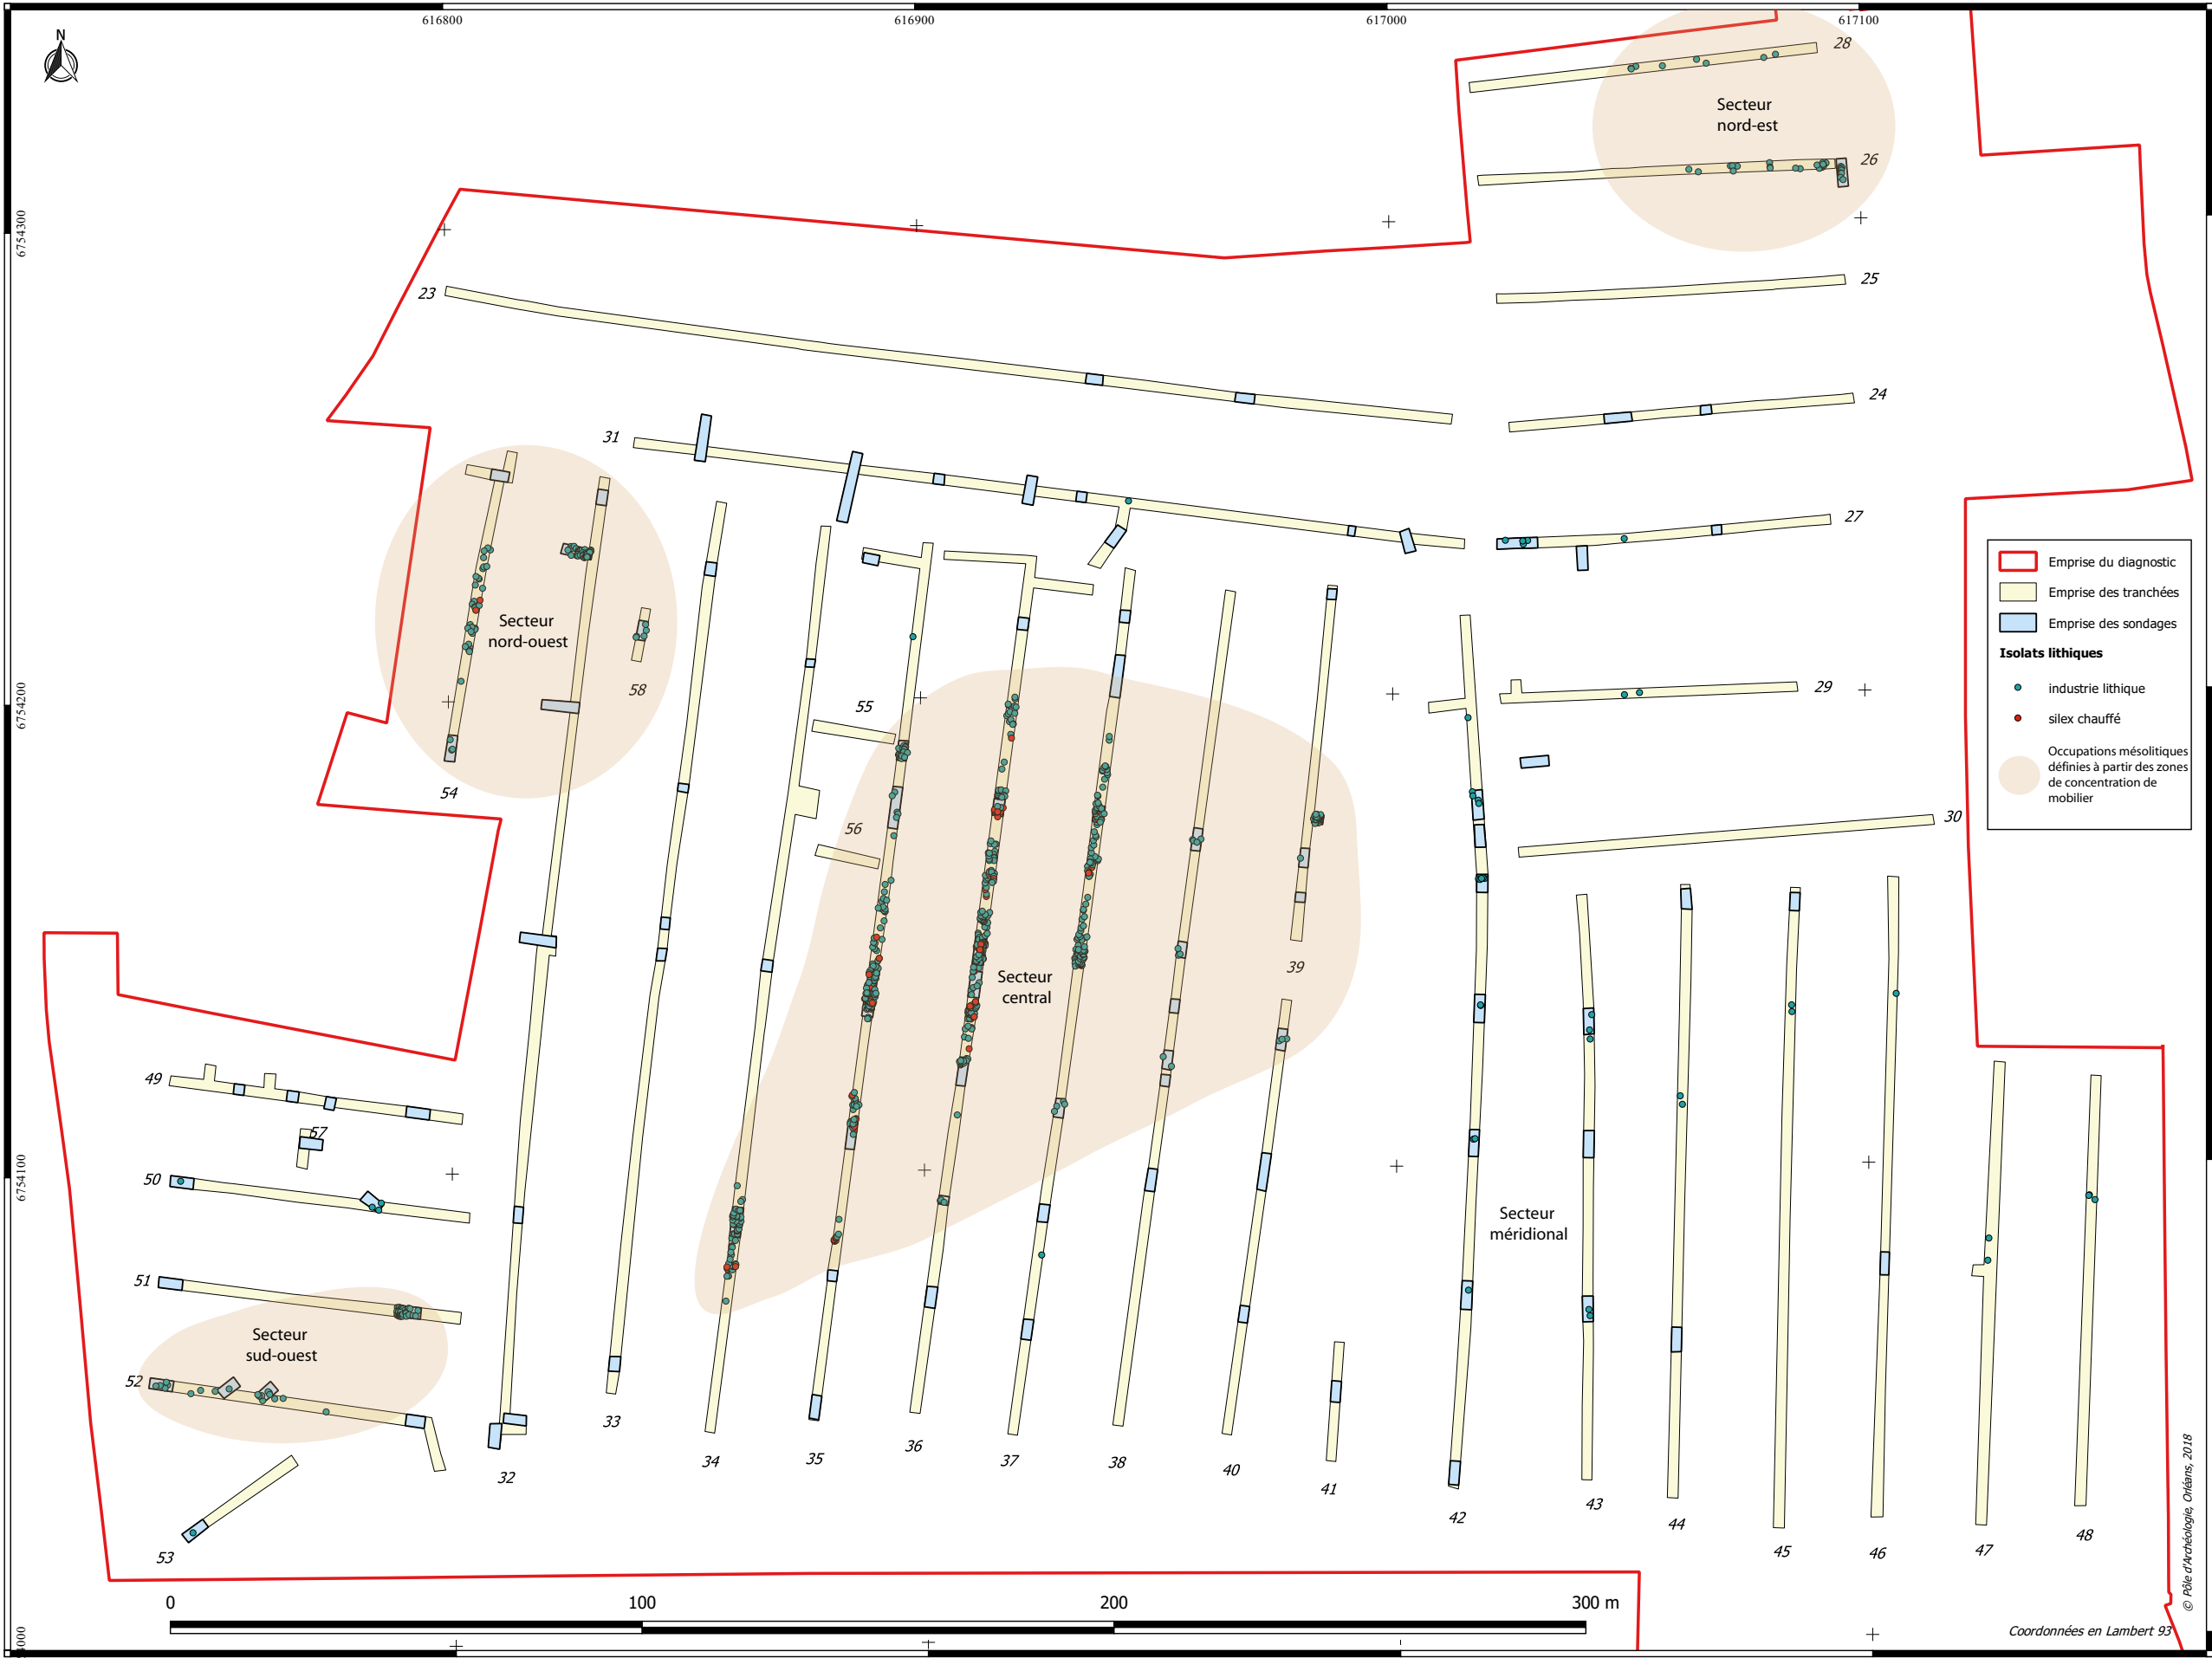 616800
616900
617000
617100
N
28
Secteur
nord-est
26
6754300
25
23
24
31
27
Emprise du diagnostic
Emprise des tranchées
Emprise des sondages
Isolats lithiques
industrie lithique
silex chauffé
Occupations mésolitiques
définies à partir des zones
de concentration de
mobilier
Secteur
nord-ouest
58
29
6754200
55
54
56
30
39
Secteur
central
49
57
50
6754100
Secteur
méridional
51
Secteur
sud-ouest
52
33
34
35
36
37
38
40
41
32
42
43
44
45
46
47
48
53
0
100
200
300 m
© Pôle d'Archéologie, Orléans, 2018
Coordonnées en Lambert 93